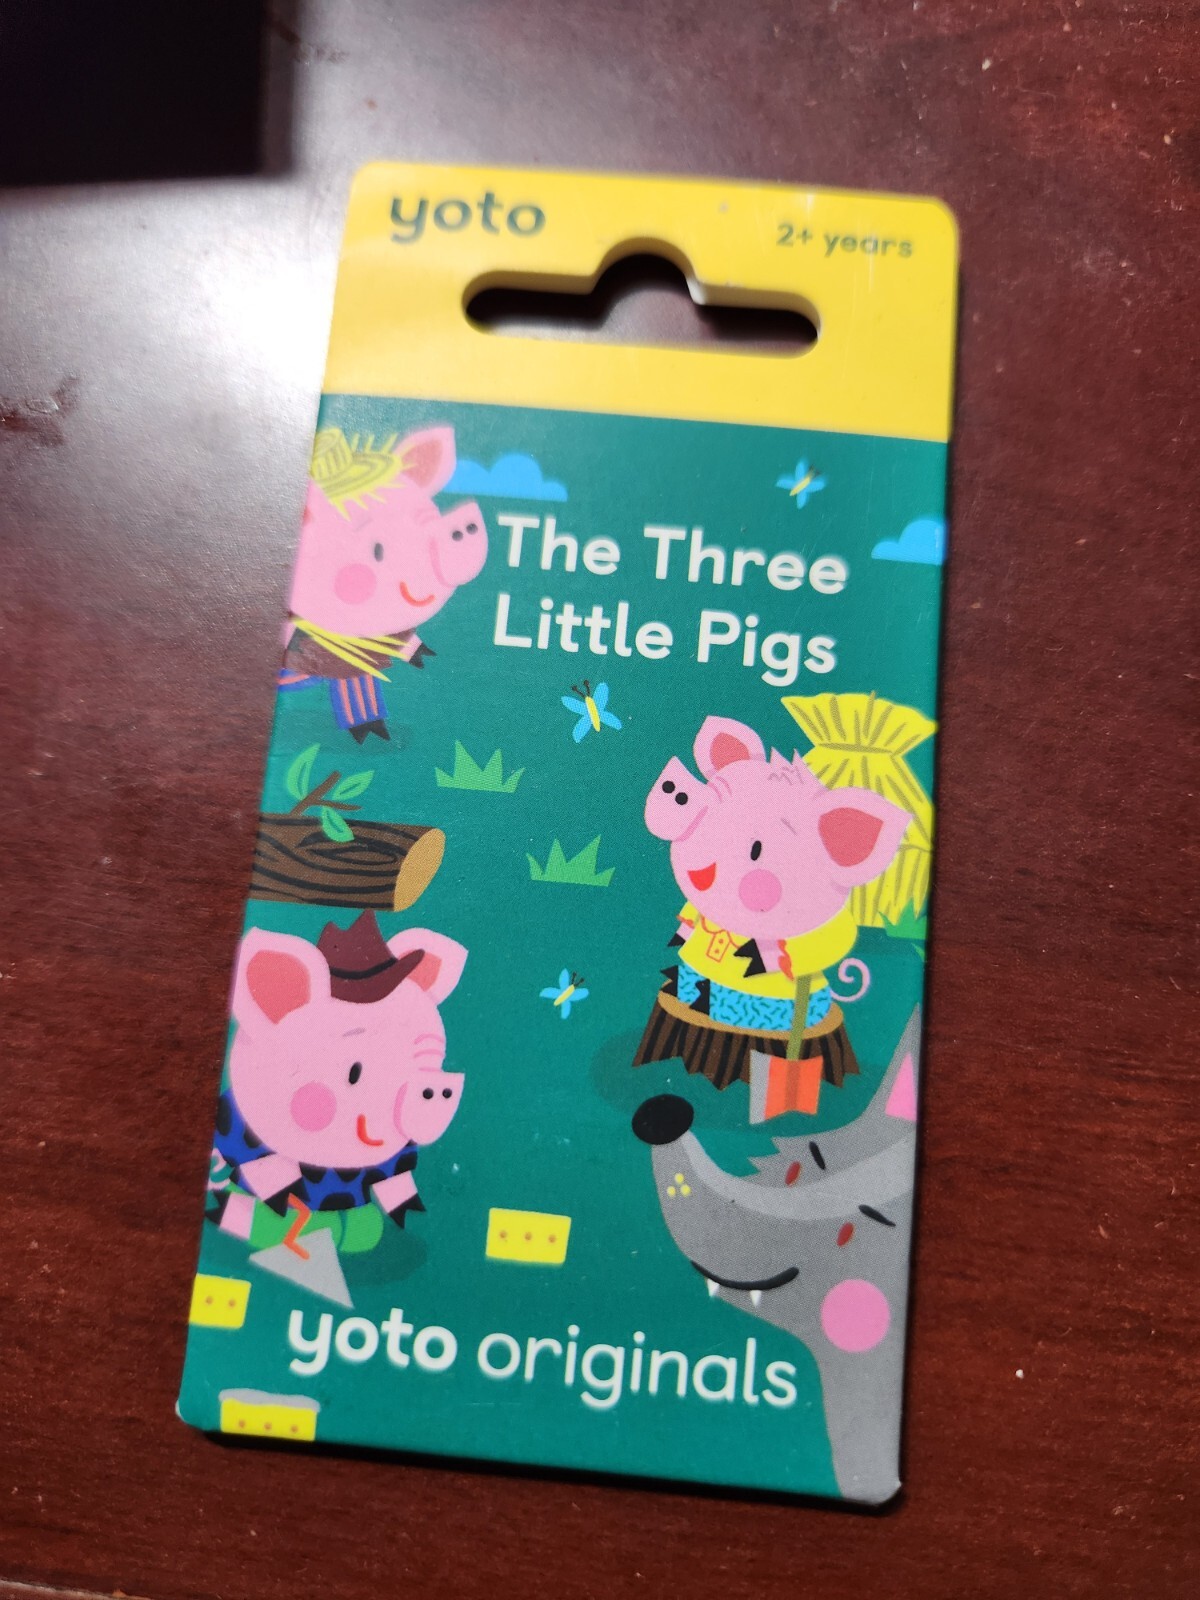 yoto
2+ years
The Three
Little Pigs
yoto originals